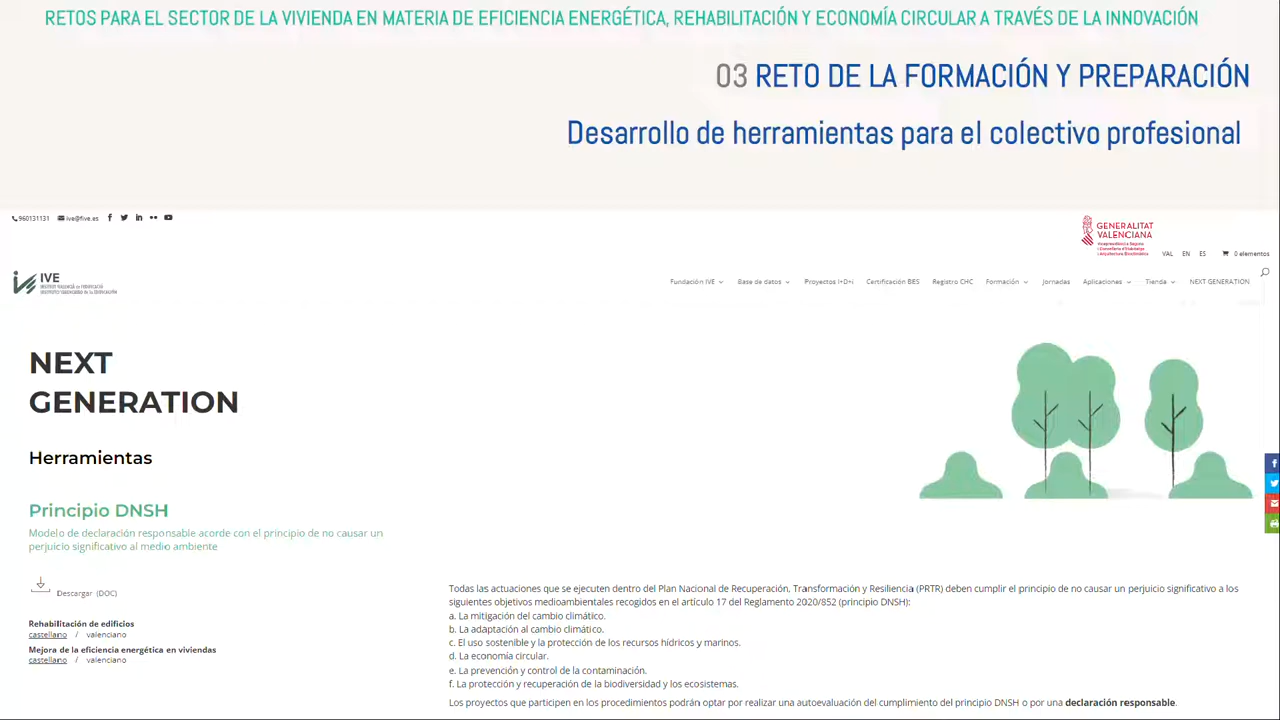 RETOS PARA EL SECTOR DE LA VIVIENDA EN MATERIA DE EFICIENCIA ENERGÉTICA, REHABILITACIÓN Y ECONOMÍA CIRCULAR A TRAVÉS DE LA INNOVACIÓN
03 RETO DE LA FORMACIÓN Y PREPARACIÓN
Desarrollo de herramientas para el colectivo profesional
960131131 ive@five.es
GENERALITAT
VALENCIANA
VAL EN ES 0 elementos
IVE
Fundación IVE Base de datos Proyectos I+D+i Certificación BES Registro CHC Formación Jornadas Aplicaciones Tienda NEXT GENERATION
NEXT
GENERATION
Herramientas
Principio DNSH
Modelo de declaración responsable acorde con el principio de no causar un
perjuicio significativo al medio ambiente
Descargar (DOC)
Rehabilitación de edificios
castellano / valenciano
Mejora de la eficiencia energética en viviendas
castellano / valenciano
Todas las actuaciones que se ejecuten dentro del Plan Nacional de Recuperación, Transformación y Resiliencia (PRTR) deben cumplir el principio de no causar un perjuicio significativo a los
siguientes objetivos medioambientales recogidos en el artículo 17 del Reglamento 2020/852 (principio DNSH):
a. La mitigación del cambio climático.
b. La adaptación al cambio climático.
c. El uso sostenible y la protección de los recursos hídricos y marinos.
d. La economía circular.
e. La prevención y control de la contaminación.
f. La protección y recuperación de la biodiversidad y los ecosistemas.
Los proyectos que participen en los procedimientos podrán optar por realizar una autoevaluación del cumplimiento del principio DNSH o por una declaración responsable.